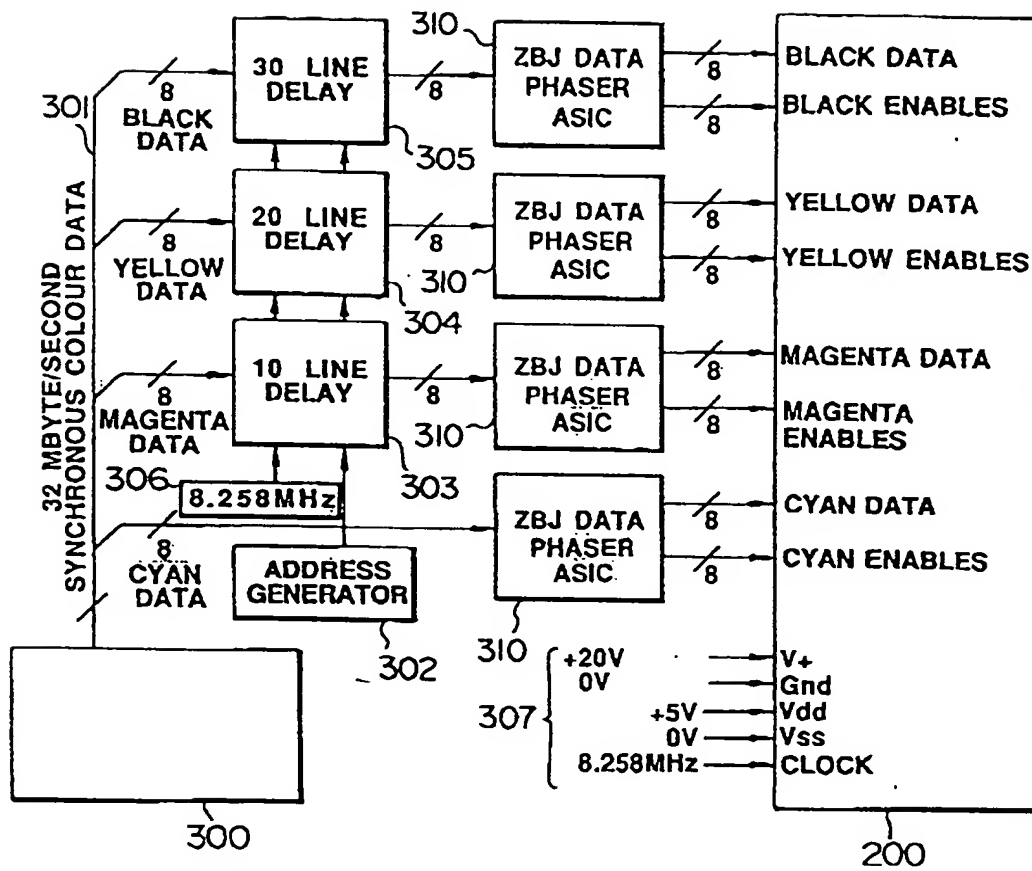 310
30 LINE
DELAY
8
ZBJ DATA
PHASER
ASIC
8
BLACK DATA
8
BLACK ENABLES
301
8
BLACK
DATA
305
20 LINE
DELAY
8
ZBJ DATA
PHASER
ASIC
8
YELLOW DATA
8
YELLOW ENABLES
8
YELLOW
DATA
310
304
10 LINE
DELAY
8
ZBJ DATA
PHASER
ASIC
8
MAGENTA DATA
8
MAGENTA
ENABLES
8
MAGENTA
DATA
310
303
32 MBYTE/SECOND
SYNCHRONOUS COLOUR DATA
306
8.258MHz
8
CYAN
DATA
ZBJ DATA
PHASER
ASIC
8
CYAN DATA
8
CYAN ENABLES
ADDRESS
GENERATOR
302
310
307
+20V
V+
0V
Gnd
+5V
Vdd
0V
Vss
8.258MHz
CLOCK
300
200